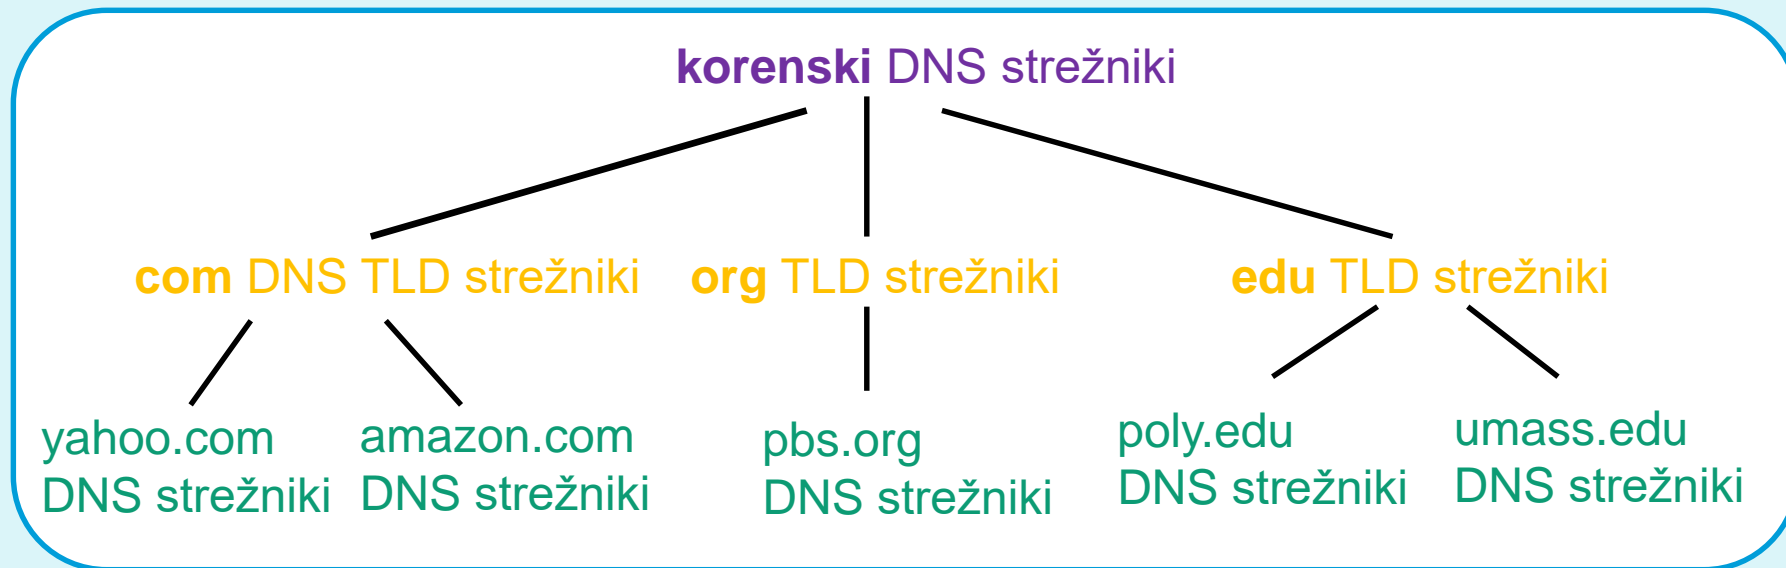 korenski DNS strežniki
com DNS TLD strežniki
org TLD strežniki
edu TLD strežniki
yahoo.com
DNS strežniki
amazon.com
DNS strežniki
pbs.org
DNS strežniki
poly.edu
DNS strežniki
umass.edu
DNS strežniki